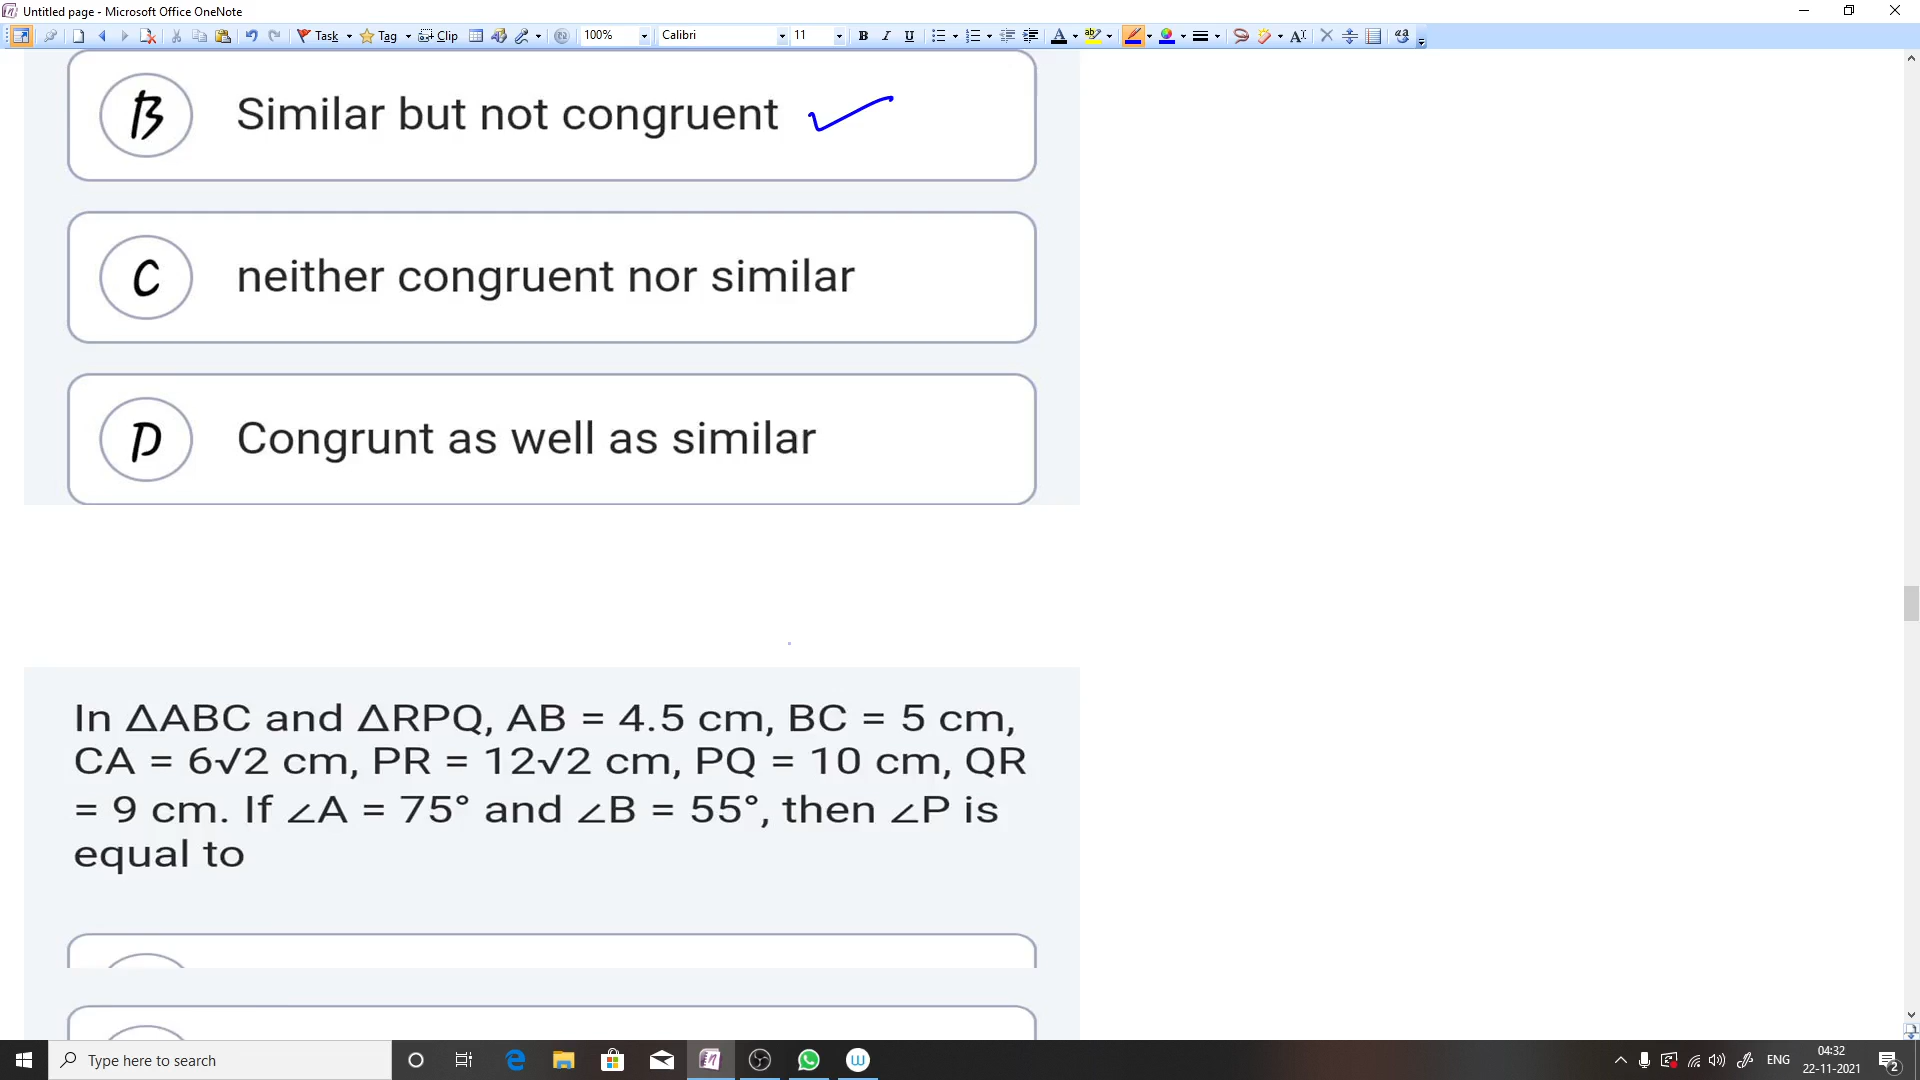 Untitled page - Microsoft Office OneNote
Task Tag Clip 100% Calibri 11 B I U
B Similar but not congruent
C neither congruent nor similar
D Congrunt as well as similar
In ΔABC and ΔRPQ, AB = 4.5 cm, BC = 5 cm,
CA = 6√2 cm, PR = 12√2 cm, PQ = 10 cm, QR
= 9 cm. If ∠A = 75° and ∠B = 55°, then ∠P is
equal to
Type here to search
ENG
04:32
22-11-2021
2